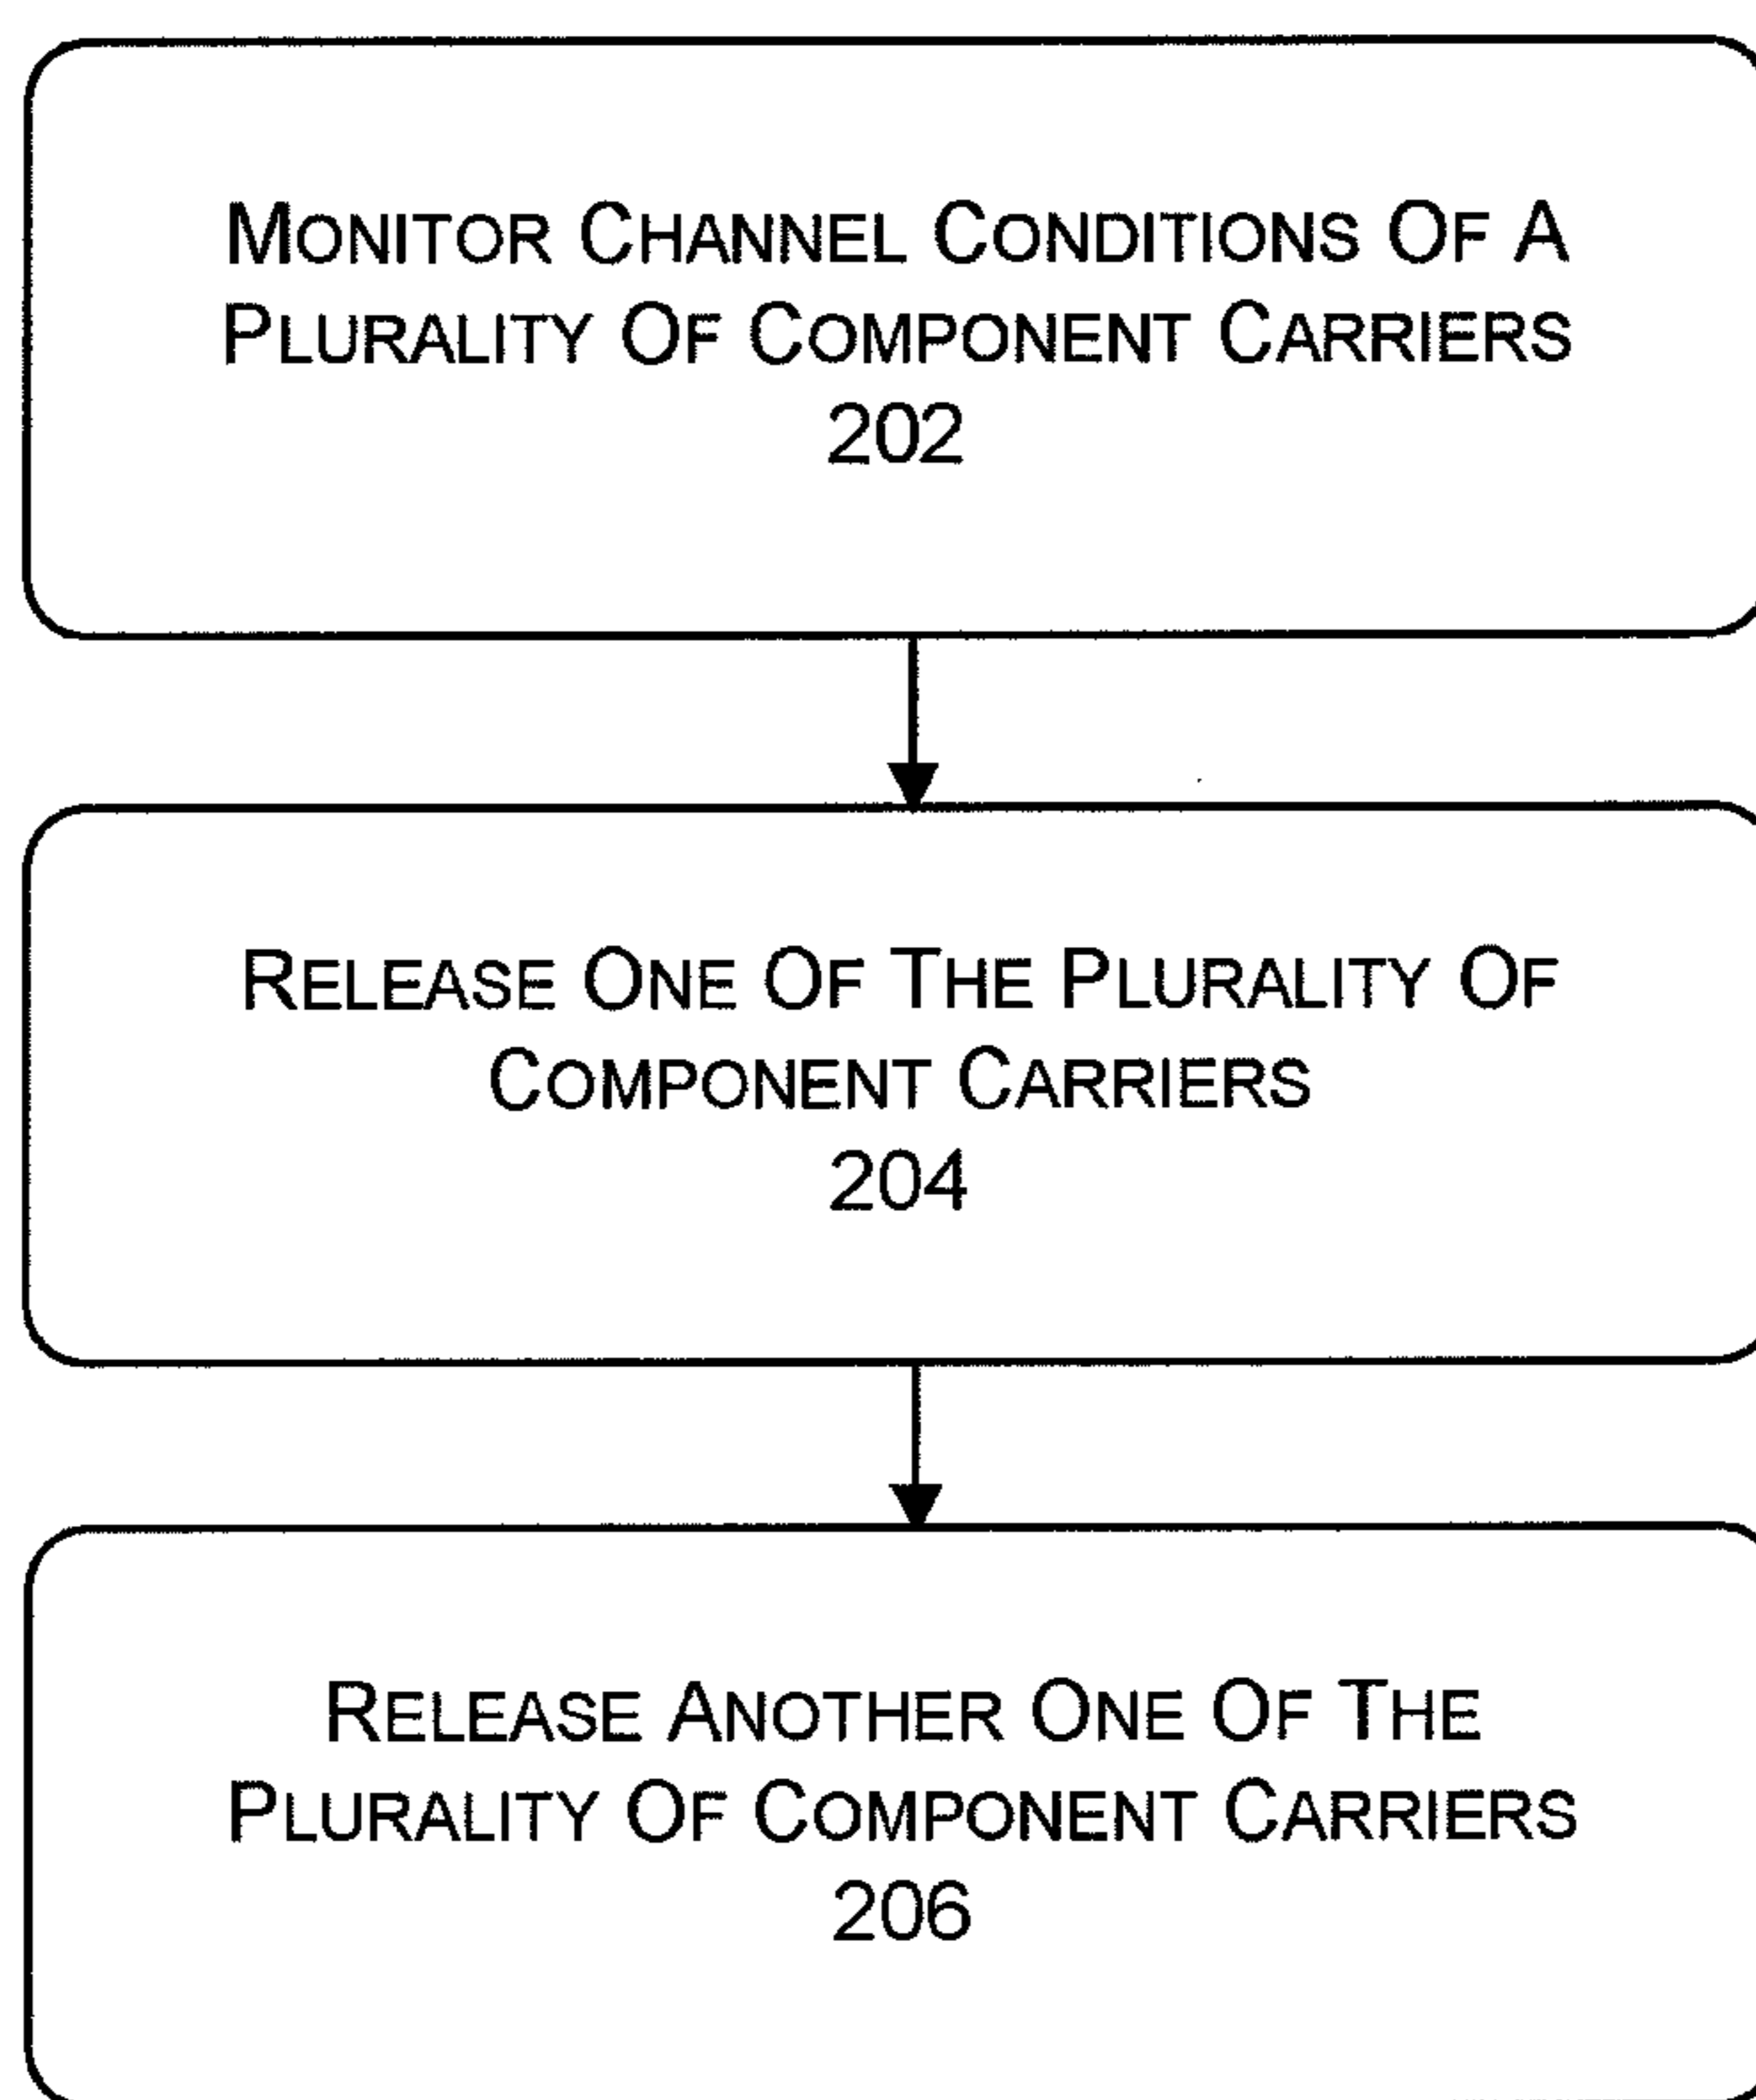 MONITOR CHANNEL CONDITIONS OF A
PLURALITY OF COMPONENT CARRIERS
202
RELEASE ONE OF THE PLURALITY OF
COMPONENT CARRIERS
204
RELEASE ANOTHER ONE OF THE
PLURALITY OF COMPONENT CARRIERS
206